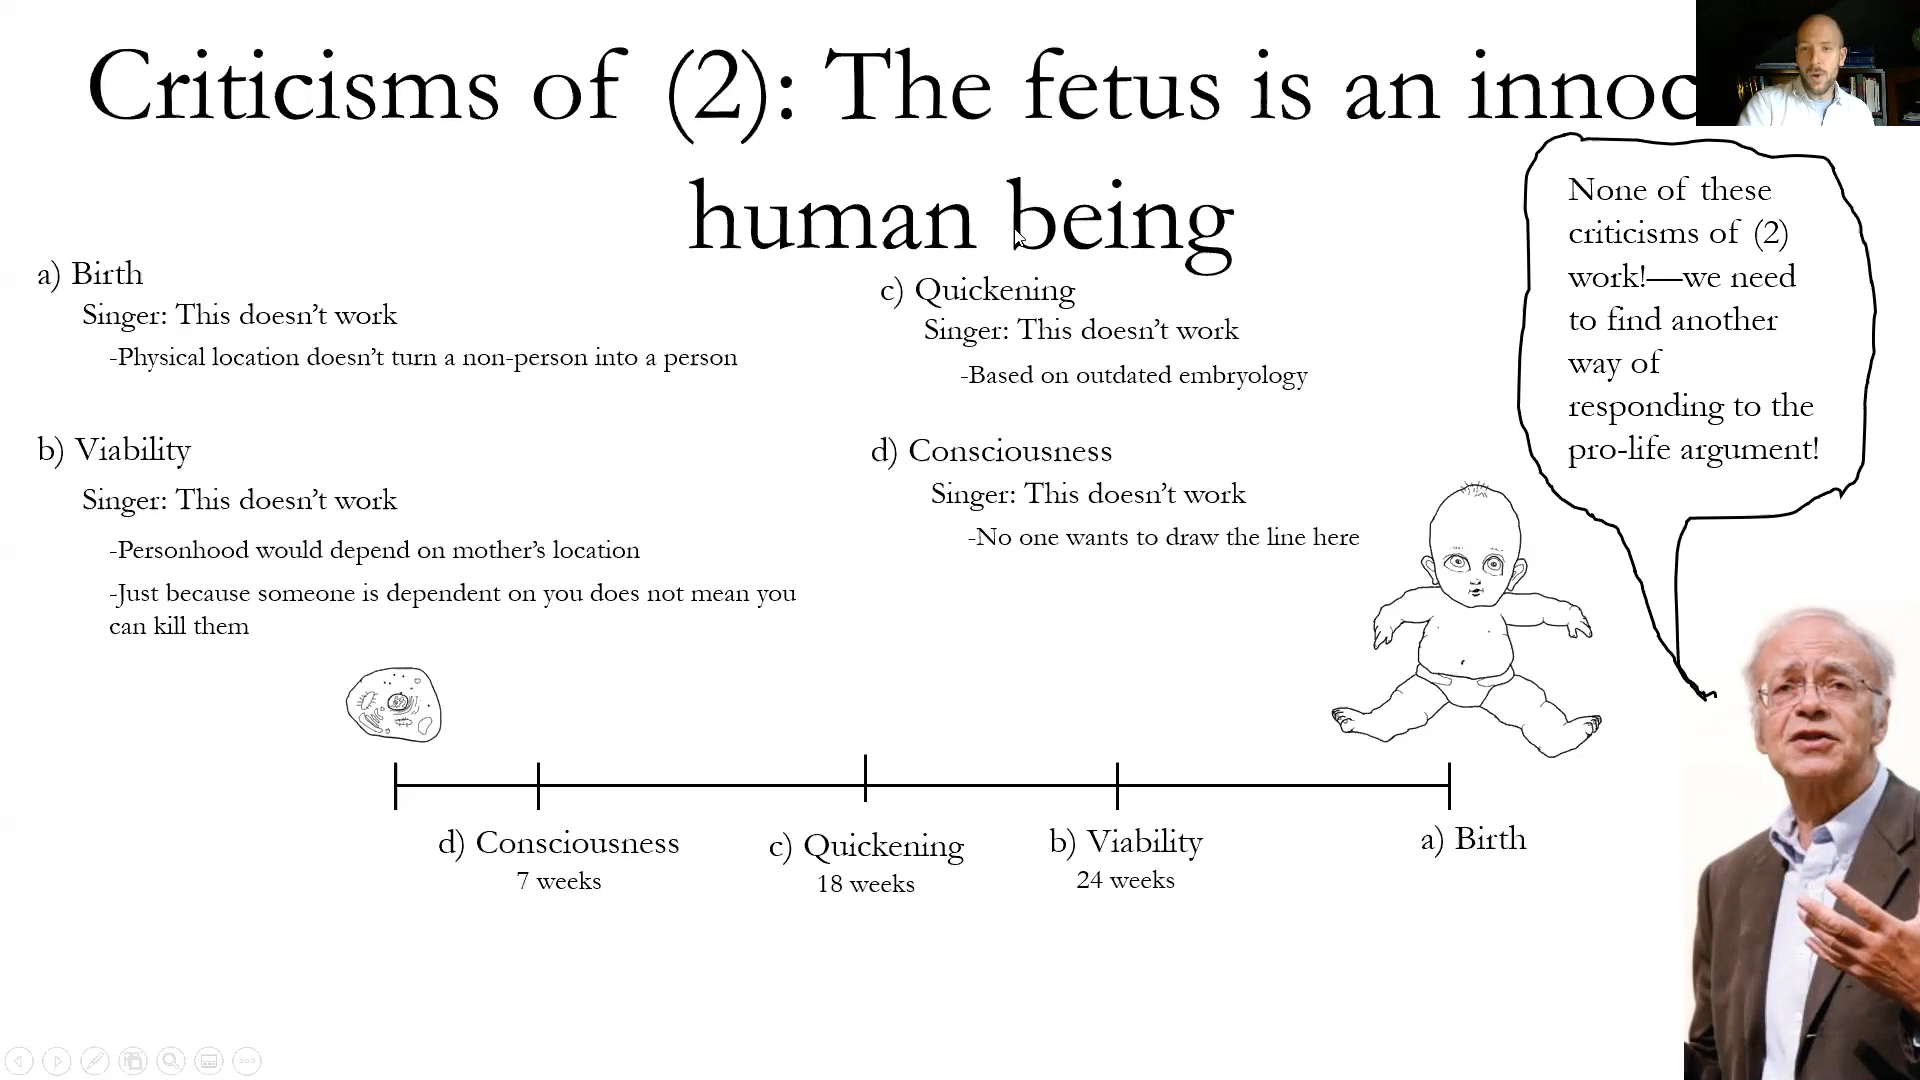 Criticisms of (2): The fetus is an
human being
a) Birth
Singer: This doesn't work
-Physical location doesn't turn a non-person into a person
b) Viability
Singer: This doesn't work
-Personhood would depend on mother's location
-Just because someone is dependent on you does not mean you
can kill them
c) Quickening
Singer: This doesn't work
-Based on outdated embryology
d) Consciousness
Singer: This doesn't work
-No one wants to draw the line here
None of these
criticisms of (2)
work!—we need
to find another
way of
responding to the
pro-life argument!
d) Consciousness
7 weeks
c) Quickening
18 weeks
b) Viability
24 weeks
a) Birth